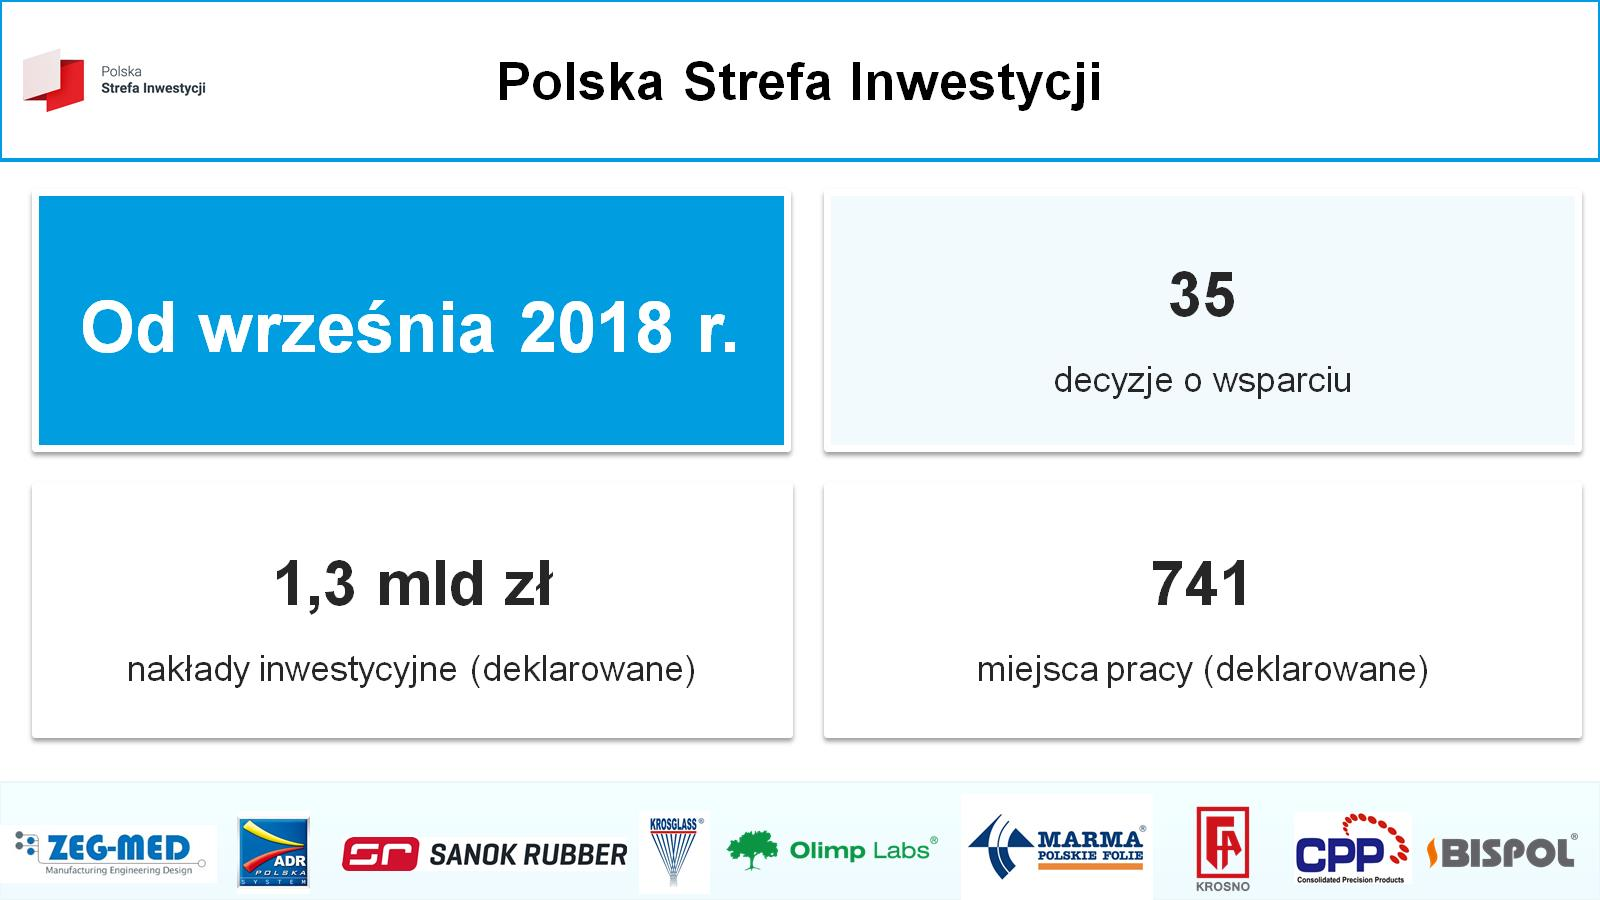 Polska
Strefa Inwestycji
Polska Strefa Inwestycji
Od września 2018 r.
35
decyzje o wsparciu
1,3 mld zł
nakłady inwestycyjne (deklarowane)
741
miejsca pracy (deklarowane)
ZEG-MED
Manufacturing Engineering Design
ADR
POLSKA
SYSTEM
SR SANOK RUBBER
KROSGLASS®
Olimp Labs®
MARMA®
POLSKIE FOLIE
FA
KROSNO
CPP
Consolidated Precision Products
BISPOL®